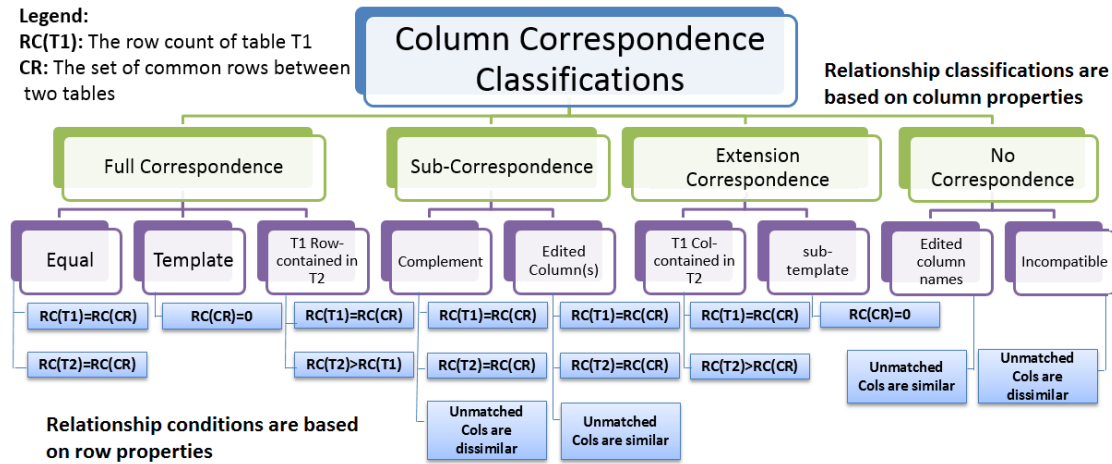 Legend:
RC(T1): The row count of table T1
CR: The set of common rows between
two tables
Column Correspondence
Classifications
Relationship classifications are
based on column properties
Full Correspondence
Sub-Correspondence
Extension
Correspondence
No
Correspondence
Equal
Template
T1 Row-
contained in
T2
Complement
Edited
Column(s)
T1 Col-
contained in
T2
sub-
template
Edited
column
names
Incompatible
RC(T1)=RC(CR)
RC(CR)=0
RC(T1)=RC(CR)
RC(T1)=RC(CR)
RC(T1)=RC(CR)
RC(T1)=RC(CR)
RC(CR)=0
RC(T2)=RC(CR)
RC(T2)>RC(T1)
RC(T2)=RC(CR)
RC(T2)=RC(CR)
RC(T2)>RC(CR)
Unmatched
Cols are similar
Unmatched
Cols are
dissimilar
Unmatched
Cols are
dissimilar
Unmatched
Cols are similar
Relationship conditions are based
on row properties